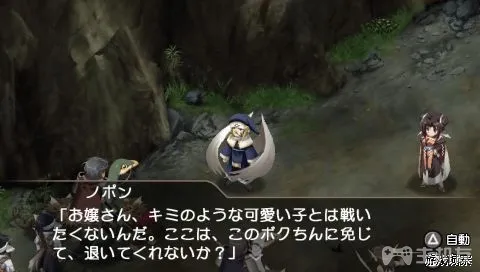 ノポン
「お嬢さん、キミのような可愛い子とは戦い
たくないんだ。ここは、このボクちんに免じ
て、退いてくれないか？」
自動